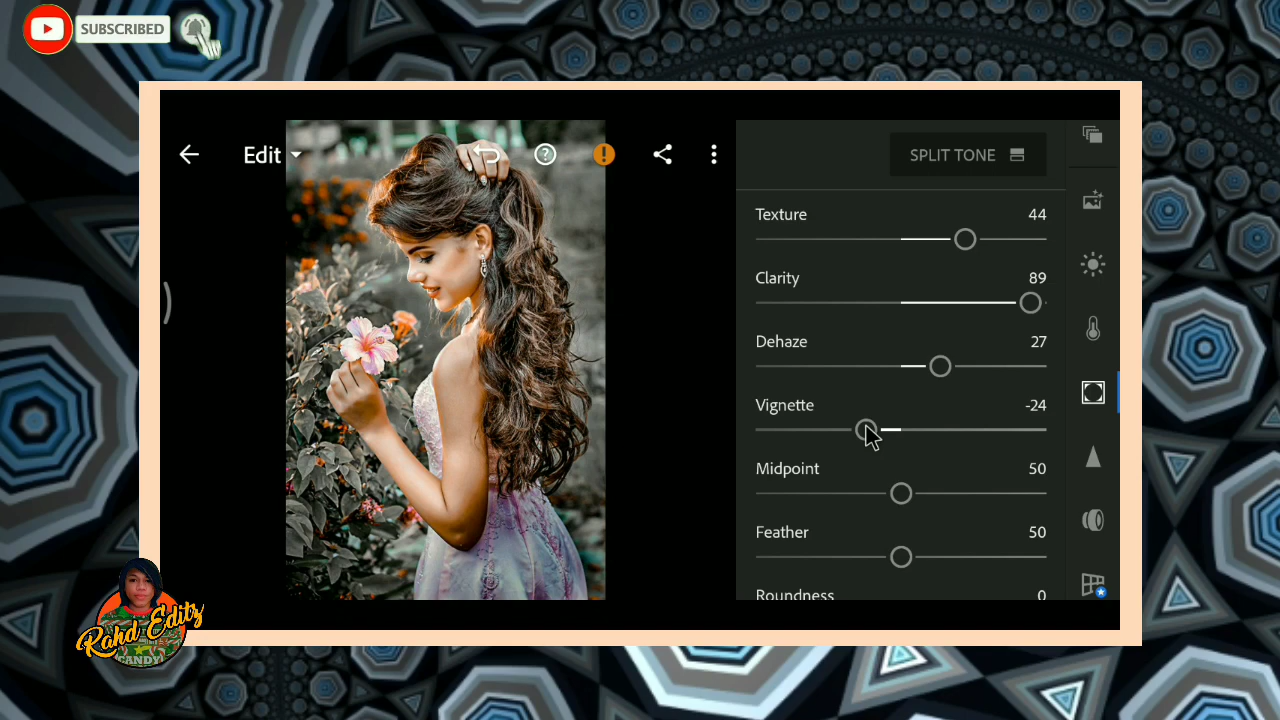 SUBSCRIBED
Edit
SPLIT TONE
Texture 44
Clarity 89
Dehaze 27
Vignette -24
Midpoint 50
Feather 50
Roundness 0
Rahd Editz
CANDY